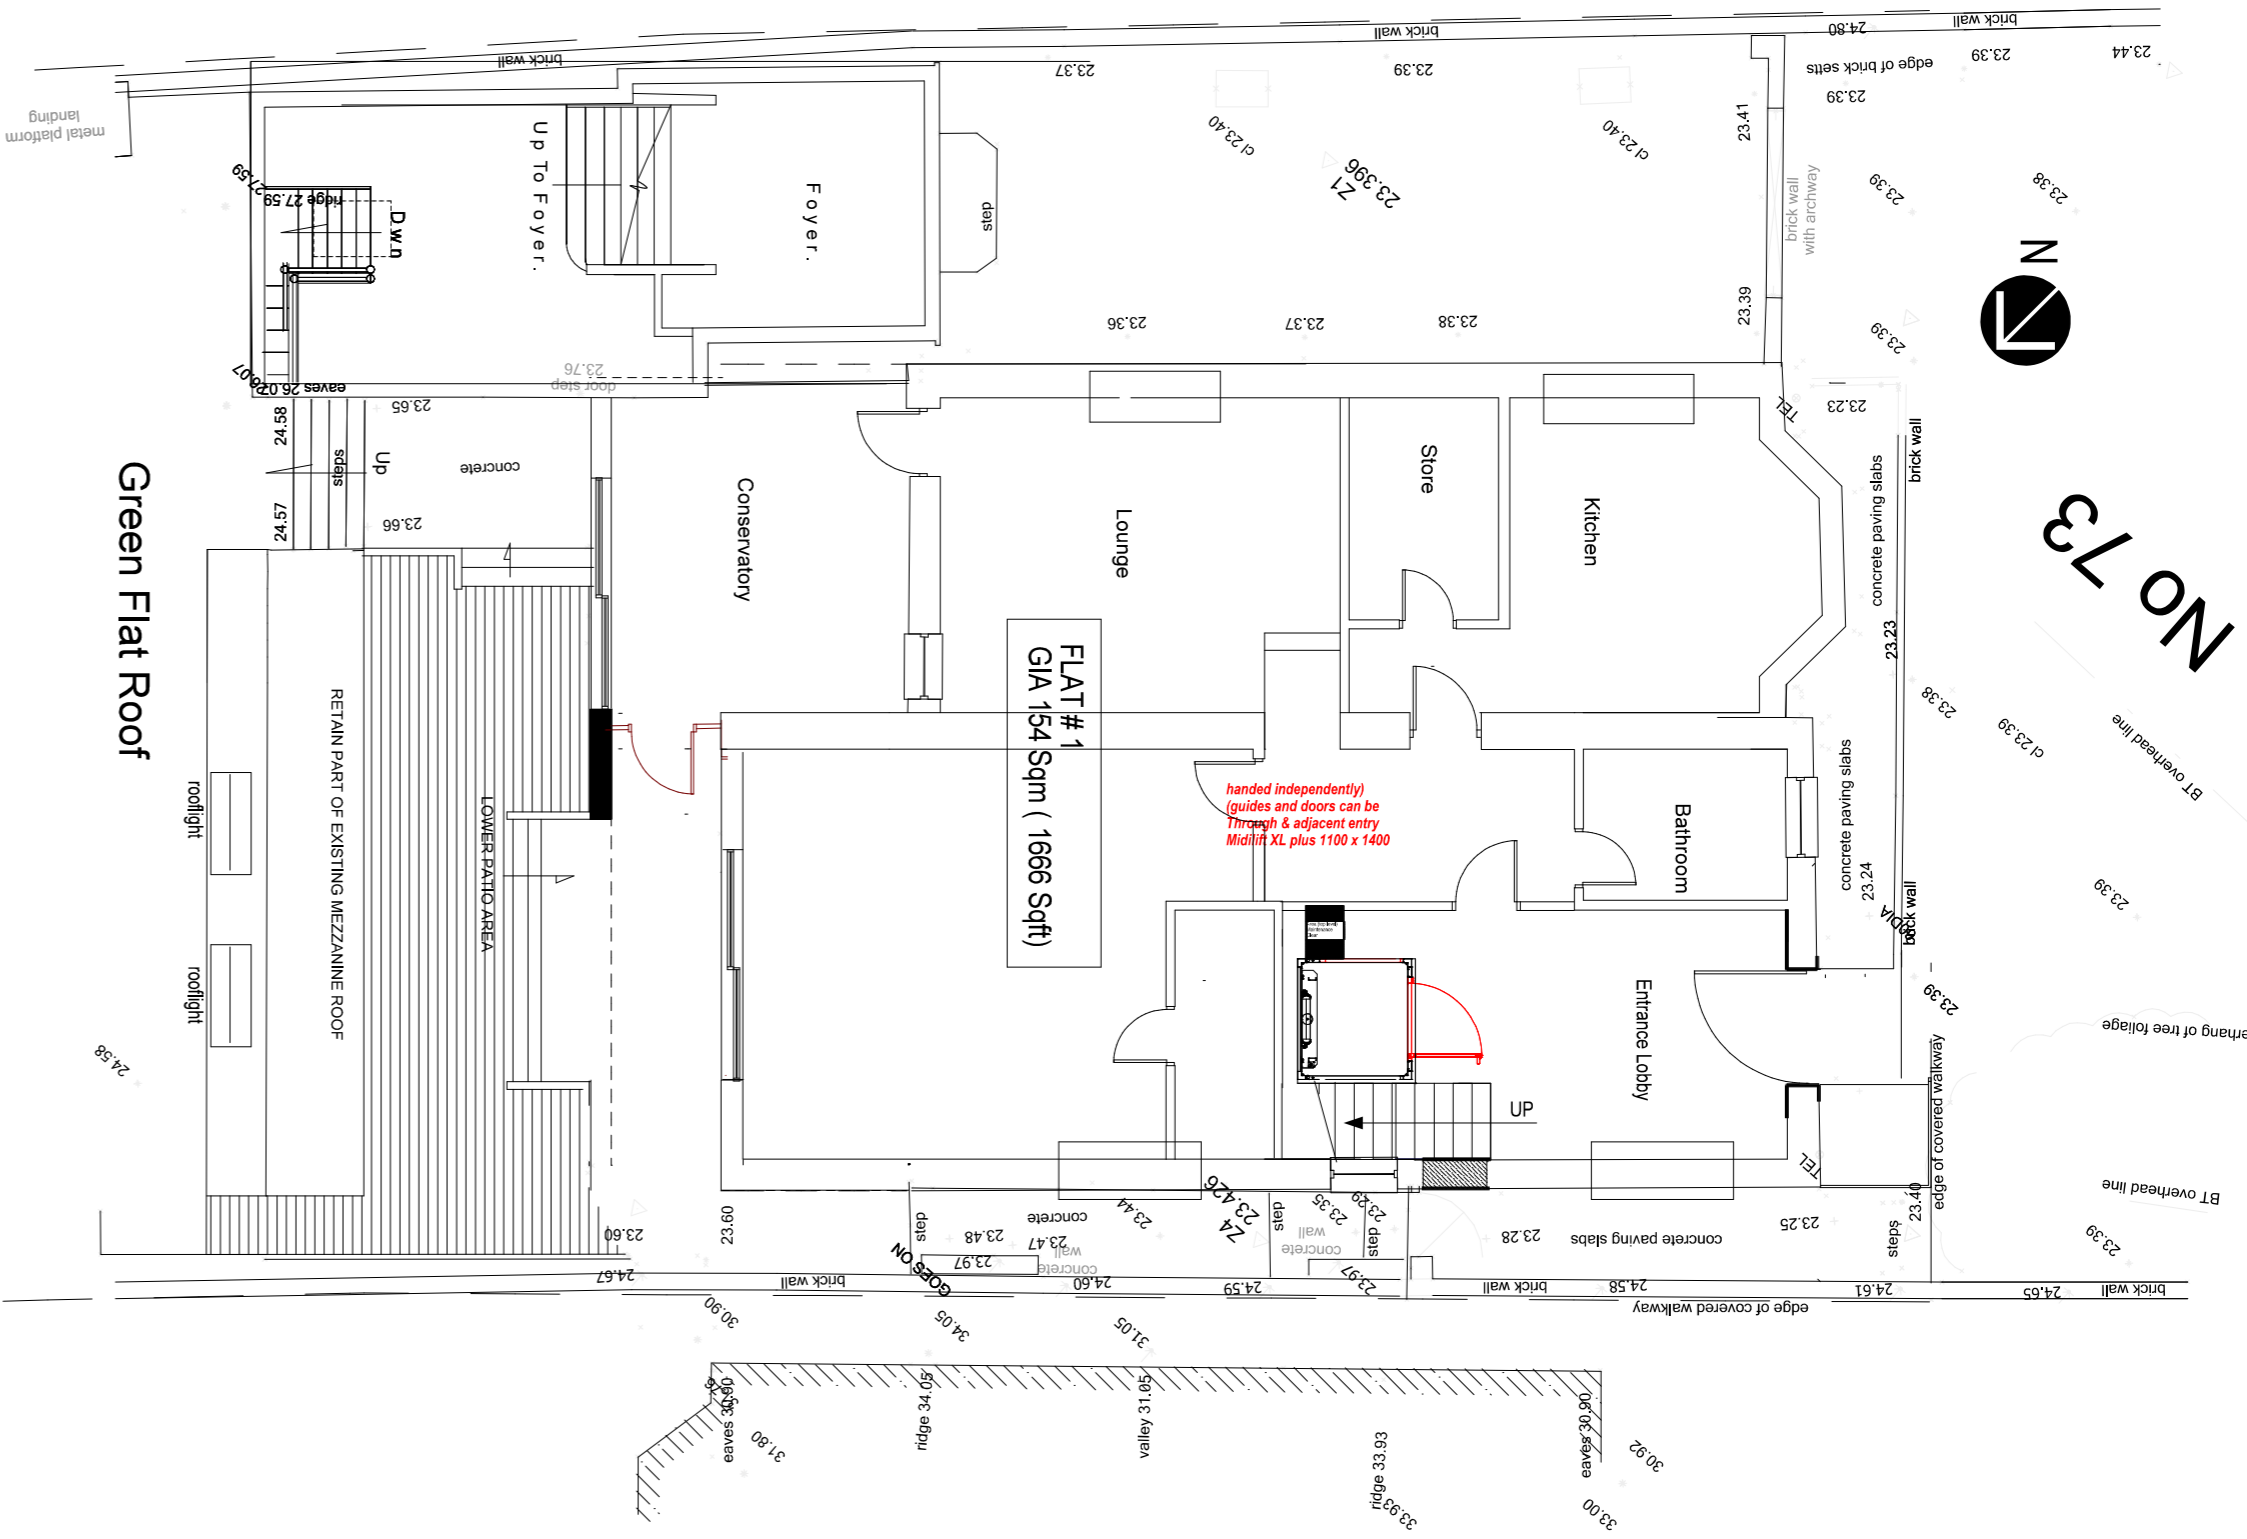 brick wall
24.80
brick wall
brick wall
23.44
23.39
edge of brick setts
23.39
23.37
23.39
metal platform
landing
cl 23.40
cl 23.40
23.41
Z1
23.396
brick wall
with archway
23.39
23.38
N
27.59
ridge 27.59
Dwn
Up To Foyer.
Foyer.
step
23.39
23.36
23.37
23.38
23.39
23.76
door step
26.07
eaves 26.07
23.65
24.58
24.57
steps
Up
concrete
23.66
TEL
23.23
brick wall
concrete paving slabs
23.23
No 73
Green Flat Roof
Conservatory
Lounge
Store
Kitchen
FLAT # 1
GIA 154 Sqm ( 1666 Sqft)
23.38
cl 23.39
BT overhead line
RETAIN PART OF EXISTING MEZZANINE ROOF
LOWER PATIO AREA
rooflight
rooflight
handed independently)
(guides and doors can be
Through & adjacent entry
Midilift XL plus 1100 x 1400
Bathroom
concrete paving slabs
23.24
brick wall
23.39
Entrance Lobby
UP
23.39
edge of covered walkway
24.58
BT overhead line
TEL
23.40
steps
23.39
23.60
23.60
step
concrete
23.48
23.47
23.97
concrete
wall
23.44
Z4
23.426
step
23.35
23.29
concrete
wall
step
23.97
23.28
concrete paving slabs
23.25
GOES ON
24.67
brick wall
24.60
24.59
brick wall
24.58
24.61
24.65
brick wall
edge of covered walkway
30.90
34.05
31.05
eaves 30.90
ridge 34.05
valley 31.05
ridge 33.93
eaves 30.90
31.80
33.93
30.92
33.00